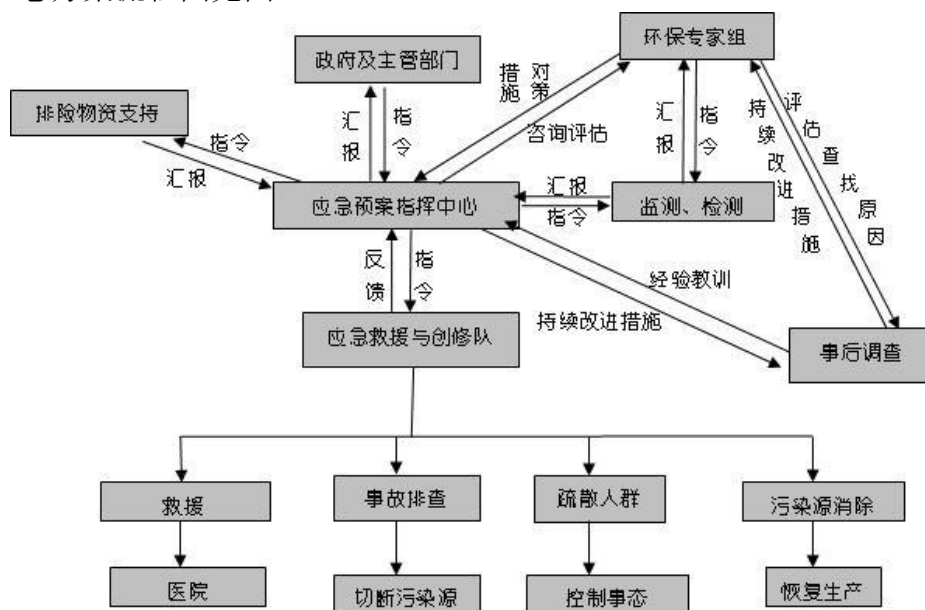 环保专家组
政府及主管部门
排险物资支持
措施
对策
咨询评估
汇报
指令
汇报
指令
指令
汇报
持续改进措施
评估查找原因
应急预案指挥中心
汇报
指令
监测、检测
反馈
指令
经验教训
持续改进措施
应急救援与创修队
事后调查
救援
事故排查
疏散人群
污染源消除
医院
切断污染源
控制事态
恢复生产